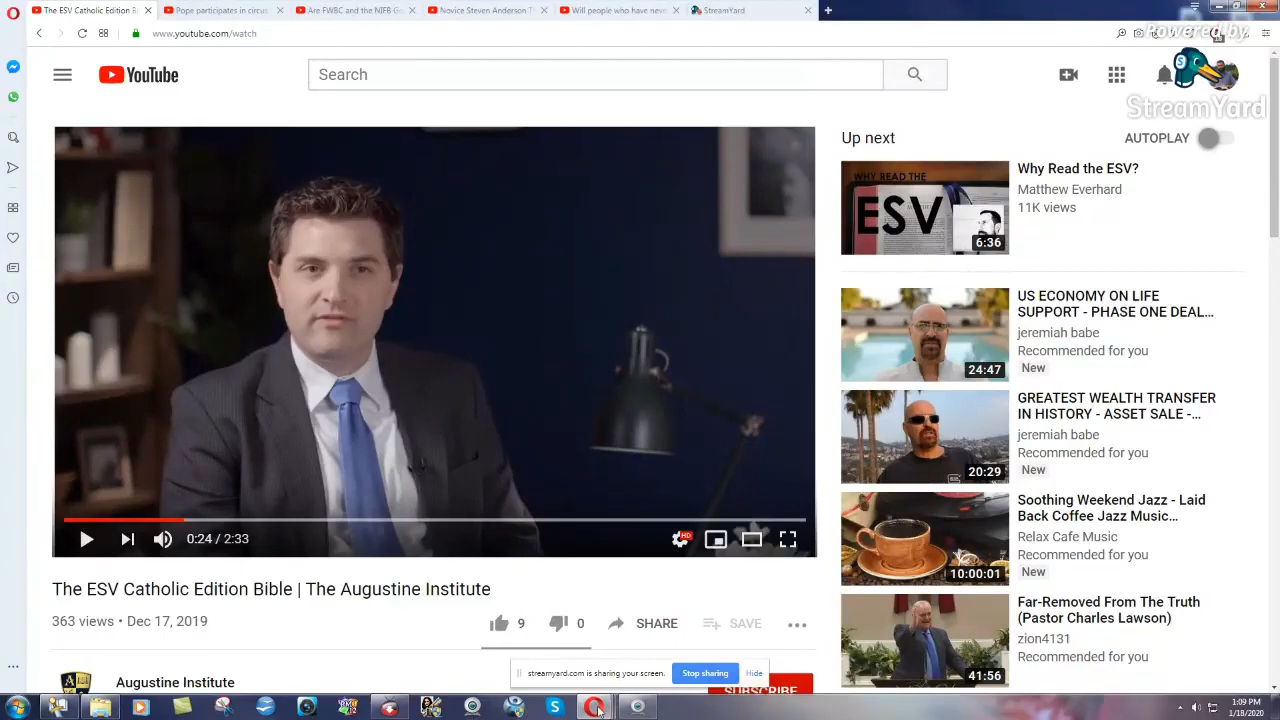 The ESV Catholic Edition B
Pope participates in circus
Are FWBC and the NIFB G
Novice Steven Anderson T
Will people who have nev
StreamYard
www.youtube.com/watch
Powered by
YouTube
Search
StreamYard
Up next
AUTOPLAY
WHY READ THE
ESV
6:36
Why Read the ESV?
Matthew Everhard
11K views
24:47
US ECONOMY ON LIFE
SUPPORT - PHASE ONE DEAL...
jeremiah babe
Recommended for you
New
20:29
GREATEST WEALTH TRANSFER
IN HISTORY - ASSET SALE -...
jeremiah babe
Recommended for you
New
10:00:01
Soothing Weekend Jazz - Laid
Back Coffee Jazz Music...
Relax Cafe Music
Recommended for you
New
41:56
Far-Removed From The Truth
(Pastor Charles Lawson)
zion4131
Recommended for you
0:24 / 2:33
HD
The ESV Catholic Edition Bible | The Augustine Institute
363 views • Dec 17, 2019
9
0
SHARE
SAVE
Augustine Institute
SUBSCRIBE
streamyard.com is sharing your screen.
Stop sharing
Hide
1:09 PM
1/18/2020